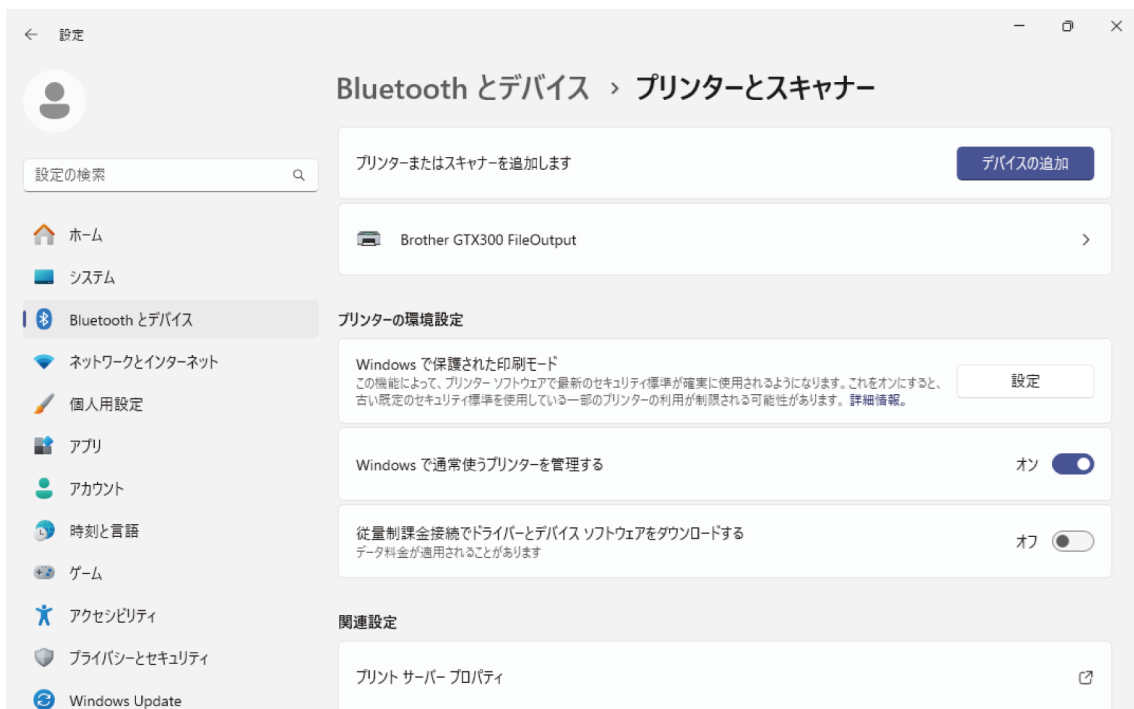 設定
Bluetooth とデバイス › プリンターとスキャナー
設定の検索
ホーム
システム
Bluetooth とデバイス
ネットワークとインターネット
個人用設定
アプリ
アカウント
時刻と言語
ゲーム
アクセシビリティ
プライバシーとセキュリティ
Windows Update
プリンターまたはスキャナーを追加します
デバイスの追加
Brother GTX300 FileOutput
プリンターの環境設定
Windows で保護された印刷モード
この機能によって、プリンター ソフトウェアで最新のセキュリティ標準が確実に使用されるようになります。これをオンにすると、
古い既定のセキュリティ標準を使用している一部のプリンターの利用が制限される可能性があります。 詳細情報。
設定
Windows で通常使うプリンターを管理する
オン
従量制課金接続でドライバーとデバイス ソフトウェアをダウンロードする
データ料金が適用されることがあります
オフ
関連設定
プリント サーバー プロパティ